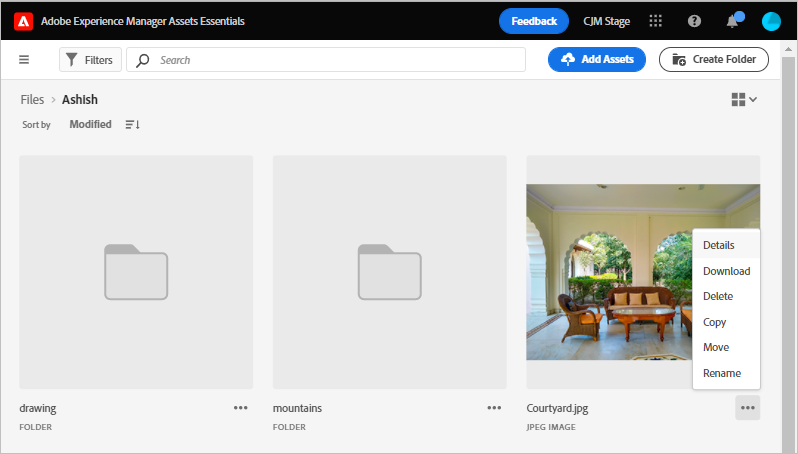 Adobe Experience Manager Assets Essentials Feedback CJM Stage
Filters Search Add Assets Create Folder
Files > Ashish
Sort by Modified
Details
Download
Delete
Copy
Move
Rename
drawing mountains Courtyard.jpg
FOLDER FOLDER JPEG IMAGE